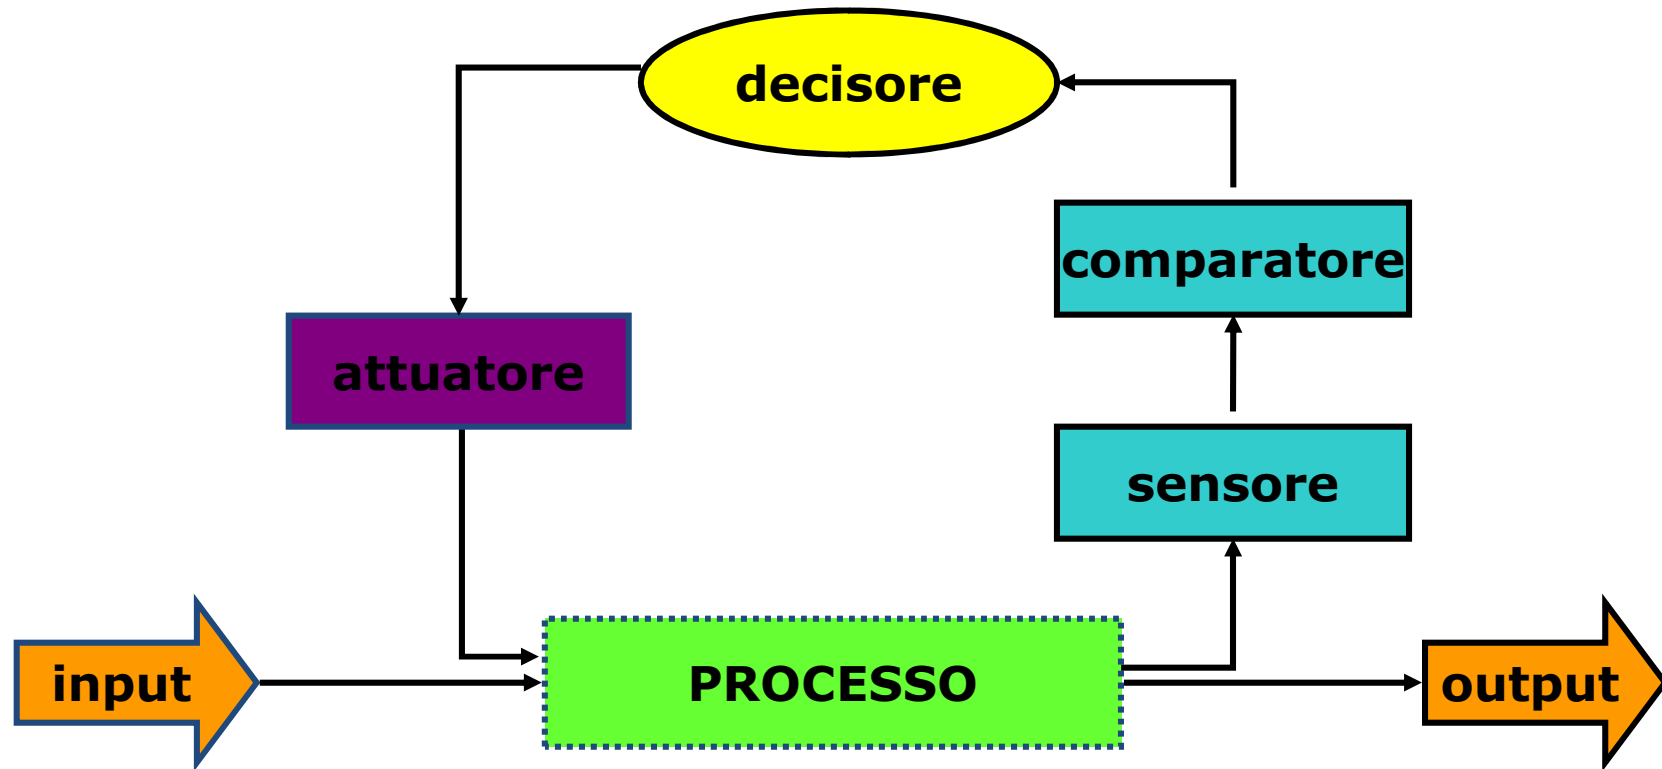 decisore
comparatore
attuatore
sensore
input
PROCESSO
output